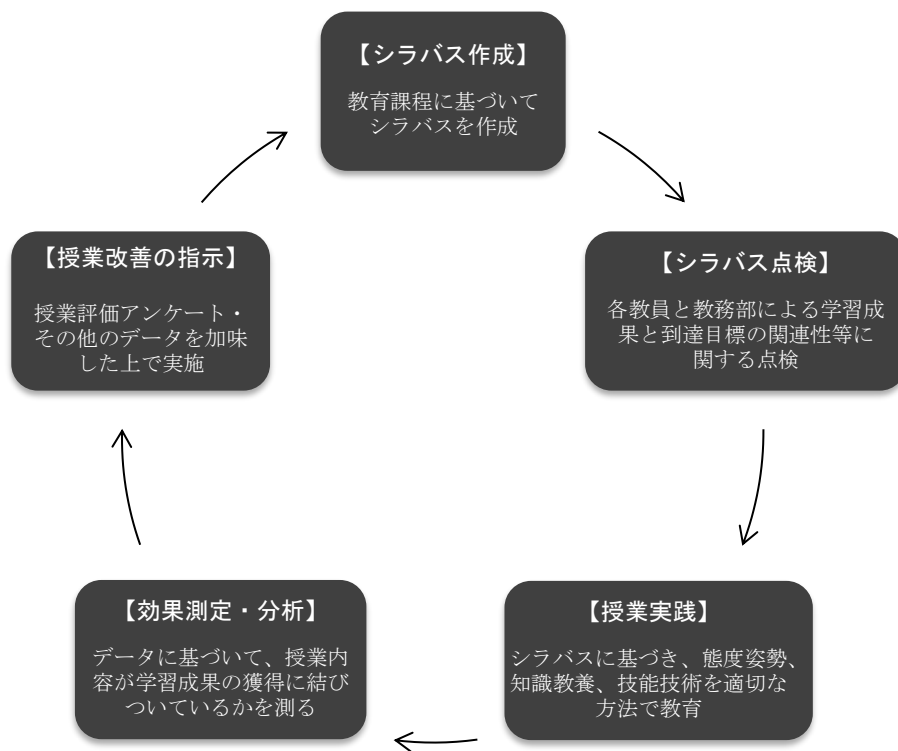 【シラバス作成】
教育課程に基づいて
シラバスを作成
【シラバス点検】
各教員と教務部による学習成
果と到達目標の関連性等に
関する点検
【授業実践】
シラバスに基づき、態度姿勢、
知識教養、技能技術を適切な
方法で教育
【効果測定・分析】
データに基づいて、授業内
容が学習成果の獲得に結び
ついているかを測る
【授業改善の指示】
授業評価アンケート・
その他のデータを加味
した上で実施